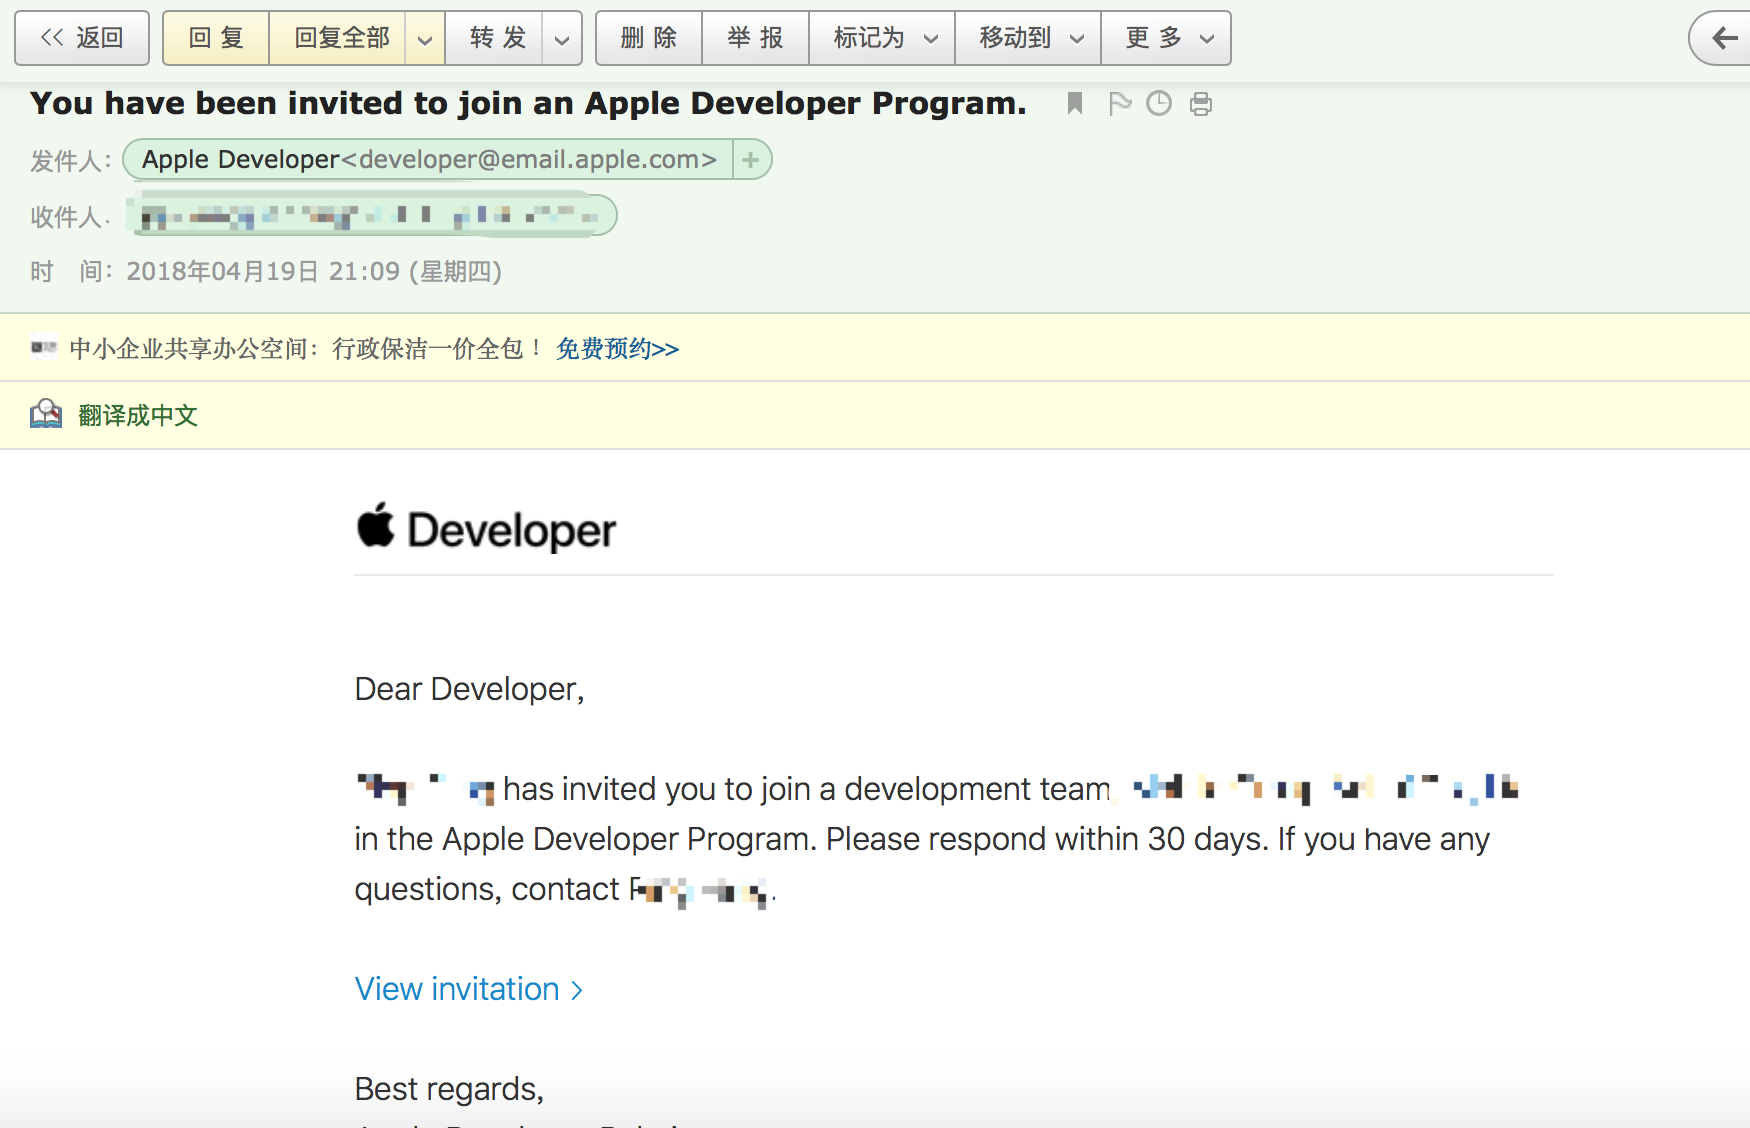 << 返回 回 复 回复全部 转 发 删 除 举 报 标记为 移动到 更 多
You have been invited to join an Apple Developer Program.
发件人： Apple Developer<developer@email.apple.com> +
收件人
时 间： 2018年04月19日 21:09 (星期四)
中小企业共享办公空间：行政保洁一价全包！ 免费预约>>
翻译成中文
Developer
Dear Developer,
has invited you to join a development team
in the Apple Developer Program. Please respond within 30 days. If you have any
questions, contact
View invitation >
Best regards,